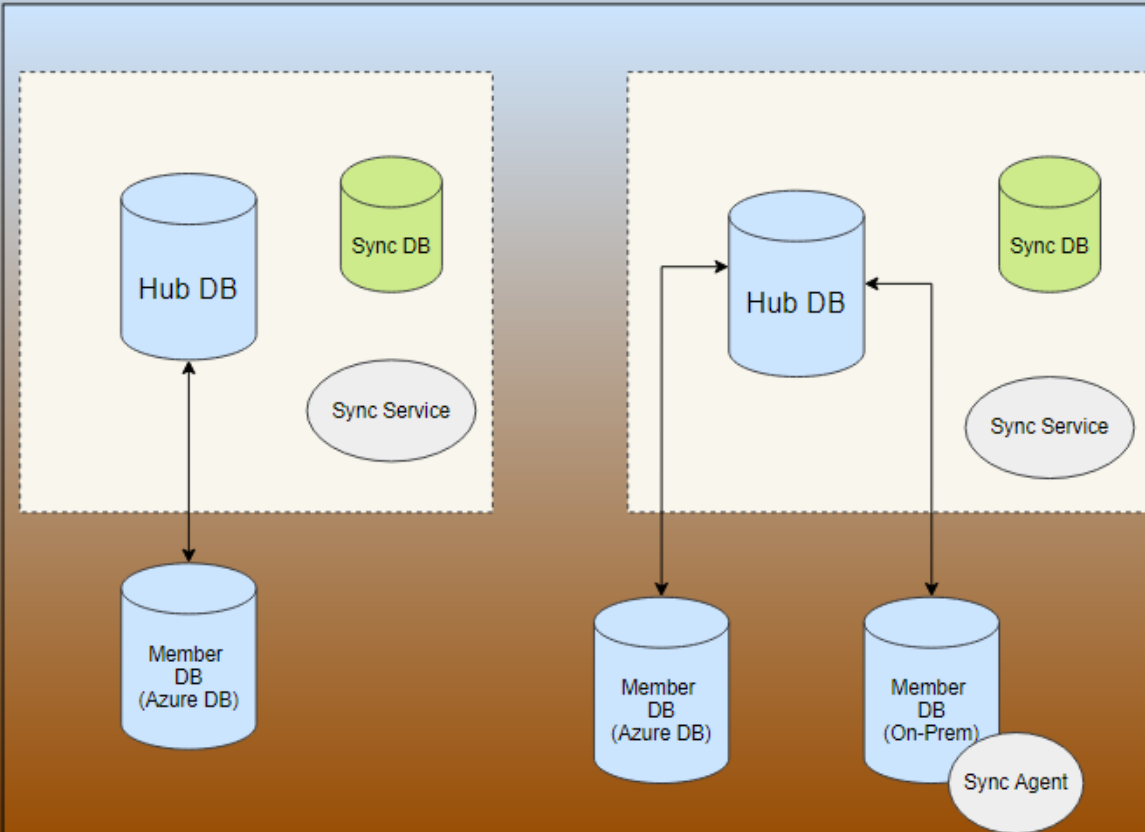 Hub DB
Sync DB
Sync Service
Member
DB
(Azure DB)
Hub DB
Sync DB
Sync Service
Member
DB
(Azure DB)
Member
DB
(On-Prem)
Sync Agent